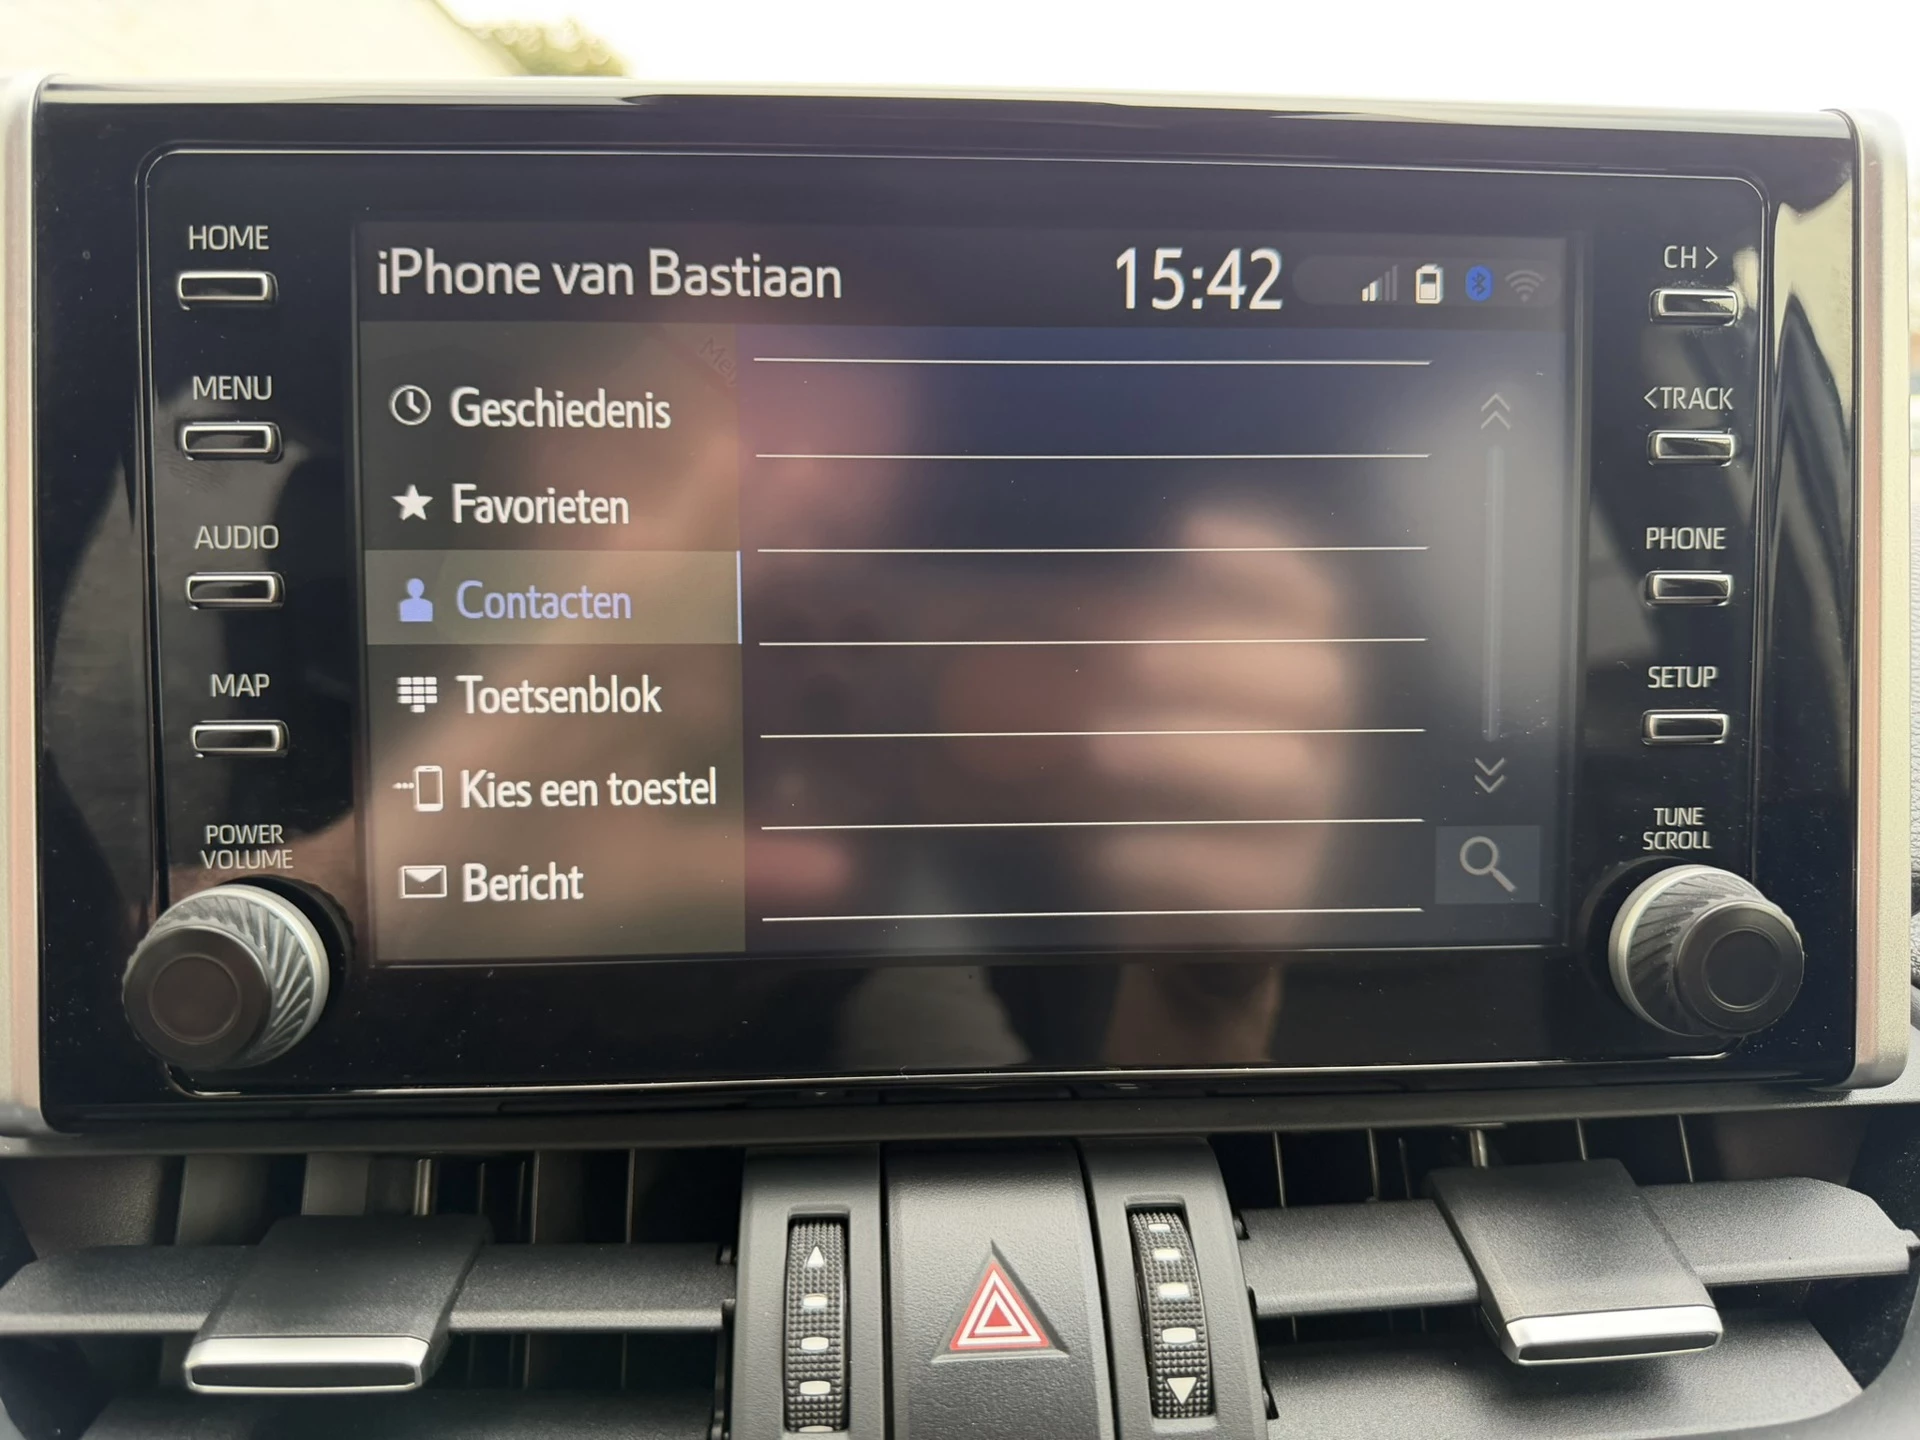 iPhone van Bastiaan 15:42
Geschiedenis
Favorieten
Contacten
Toetsenblok
Kies een toestel
Bericht
HOME
MENU
AUDIO
MAP
POWER
VOLUME
CH >
<TRACK
PHONE
SETUP
TUNE
SCROLL